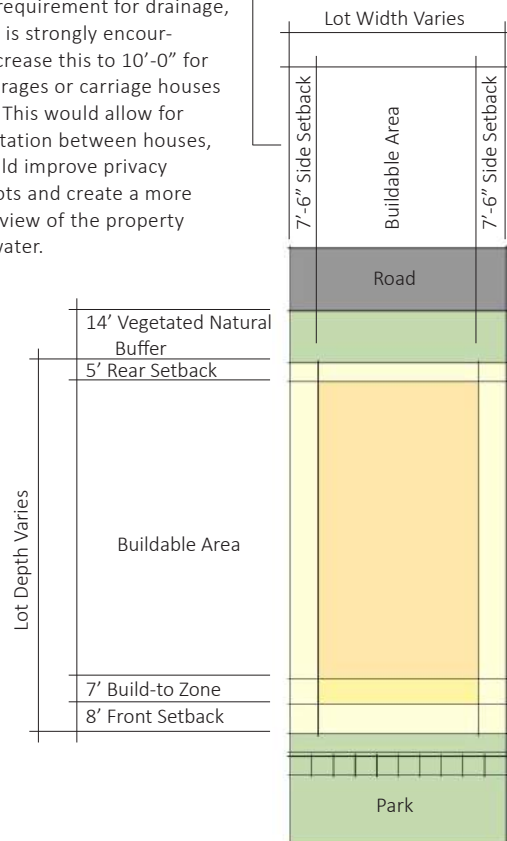 requirement for drainage,
is strongly encour-
crease this to 10’-0” for
rages or carriage houses
This would allow for
tation between houses,
ld improve privacy
ots and create a more
view of the property
vater.
Lot Width Varies
7’-6” Side Setback
Buildable Area
7’-6” Side Setback
Road
14’ Vegetated Natural
Buffer
5’ Rear Setback
Lot Depth Varies
Buildable Area
7’ Build-to Zone
8’ Front Setback
Park